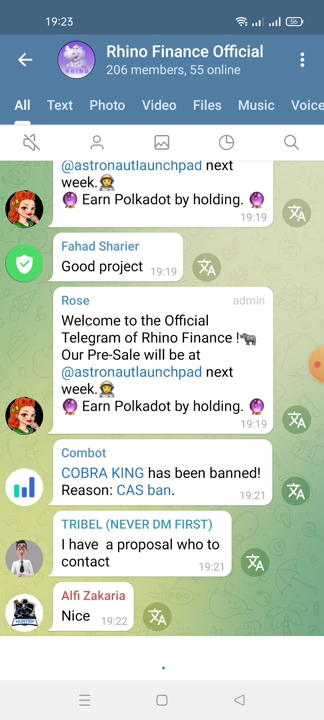 19:23
56
Rhino Finance Official
206 members, 55 online
RHINO
All Text Photo Video Files Music Voice
@astronautlaunchpad next
week.👩‍🚀
🔮 Earn Polkadot by holding. 🔮
19:19
Fahad Sharier
Good project 19:19
Rose admin
Welcome to the Official
Telegram of Rhino Finance !🦏
Our Pre-Sale will be at
@astronautlaunchpad next
week.👩‍🚀
🔮 Earn Polkadot by holding. 🔮
19:19
Combot
COBRA KING has been banned!
Reason: CAS ban. 19:21
TRIBEL (NEVER DM FIRST)
I have a proposal who to
contact 19:21
Alfi Zakaria
Nice 19:22